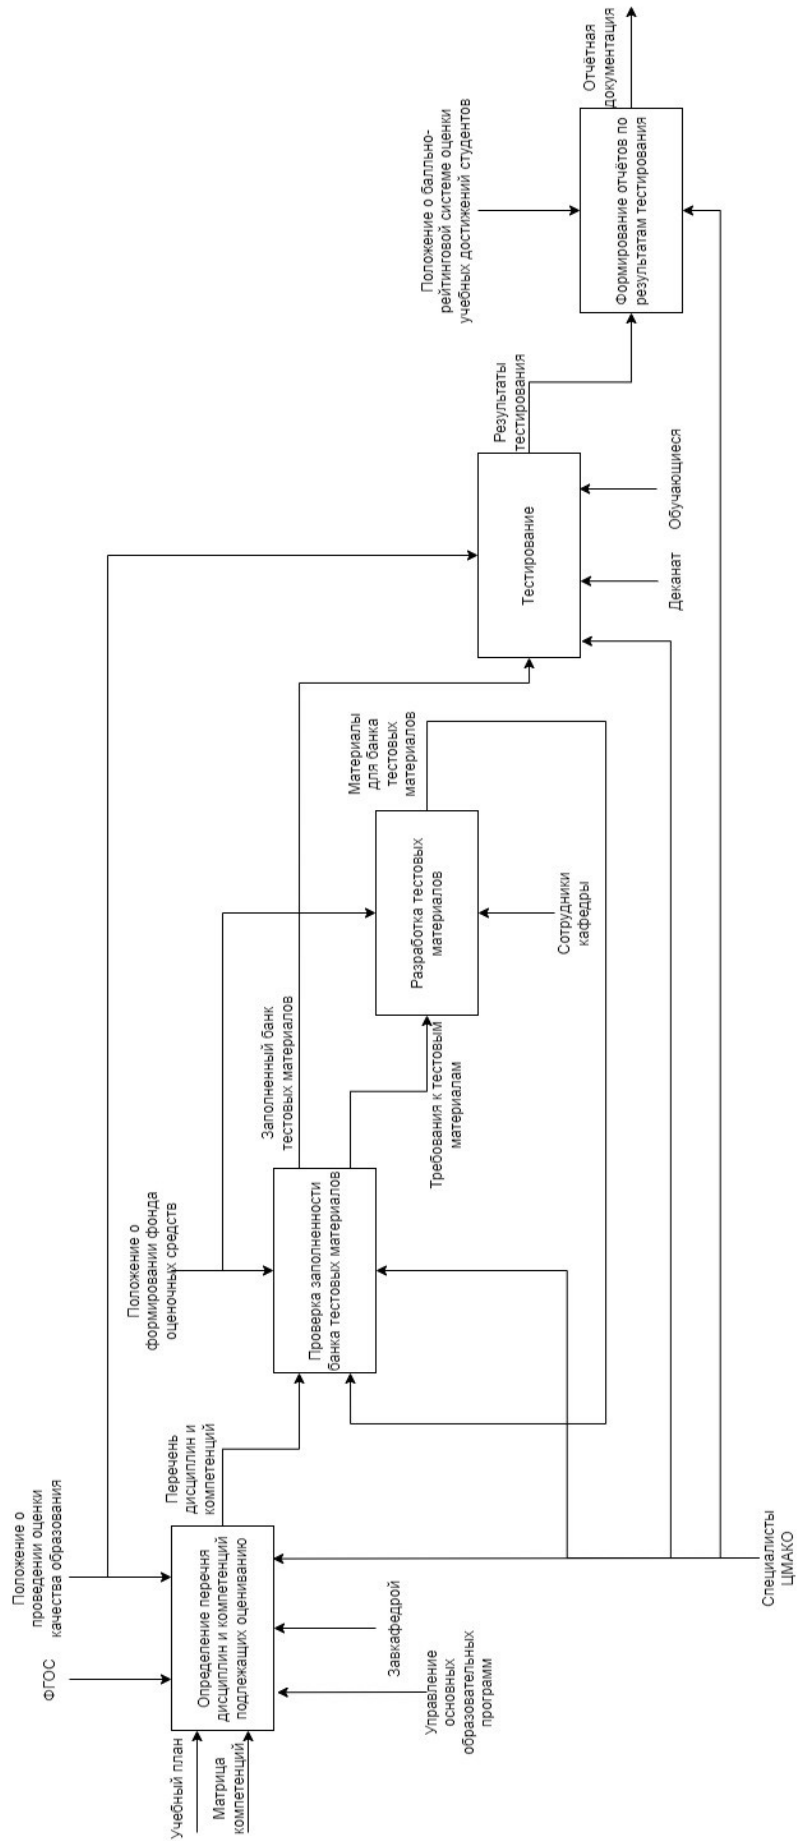 ФГОС
Положение о
проведении оценки
качества образования
Учебный план
Матрица
компетенций
Определение перечня
дисциплин и компетенций
подлежащих оцениванию
Управление
основных
образовательных
программ
Завкафедрой
Специалисты
ЦМАКО
Перечень
дисциплин и
компетенций
Положение о
формировании фонда
оценочных средств
Проверка заполненности
банка тестовых материалов
Заполненный банк
тестовых материалов
Требования к тестовым
материалам
Разработка тестовых
материалов
Сотрудники
кафедры
Материалы
для банка
тестовых
материалов
Тестирование
Деканат
Обучающиеся
Результаты
тестирования
Положение о балльно-
рейтинговой системе оценки
учебных достижений студентов
Формирование отчётов по
результатам тестирования
Отчётная
документация